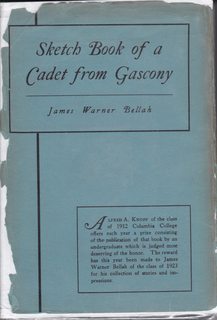 Sketch Book of a
Cadet from Gascony
James Warner Bellah
ALFRED A. KNOPF of the class
of 1912 Columbia College
offers each year a prize consisting
of the publication of that book by an
undergraduate which is judged most
deserving of the honor. The reward
has this year been made to James
Warner Bellah of the class of 1923
for his collection of stories and im-
pressions.